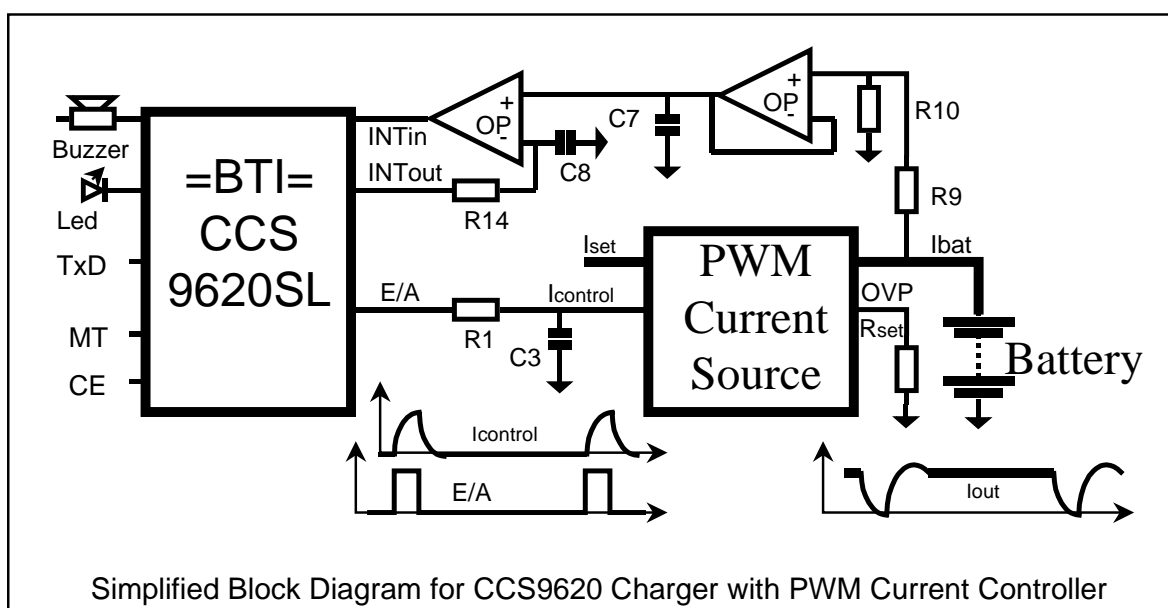 +
OP
-
R10
C7
+
OP
-
Buzzer
INTin
=BTI=
CCS
9620SL
INTout
C8
R14
R9
Led
TxD
Iset
PWM
Current
Source
Ibat
E/A
Icontrol
OVP
Rset
R1
C3
MT
CE
Battery
Icontrol
E/A
Iout
Simplified Block Diagram for CCS9620 Charger with PWM Current Controller